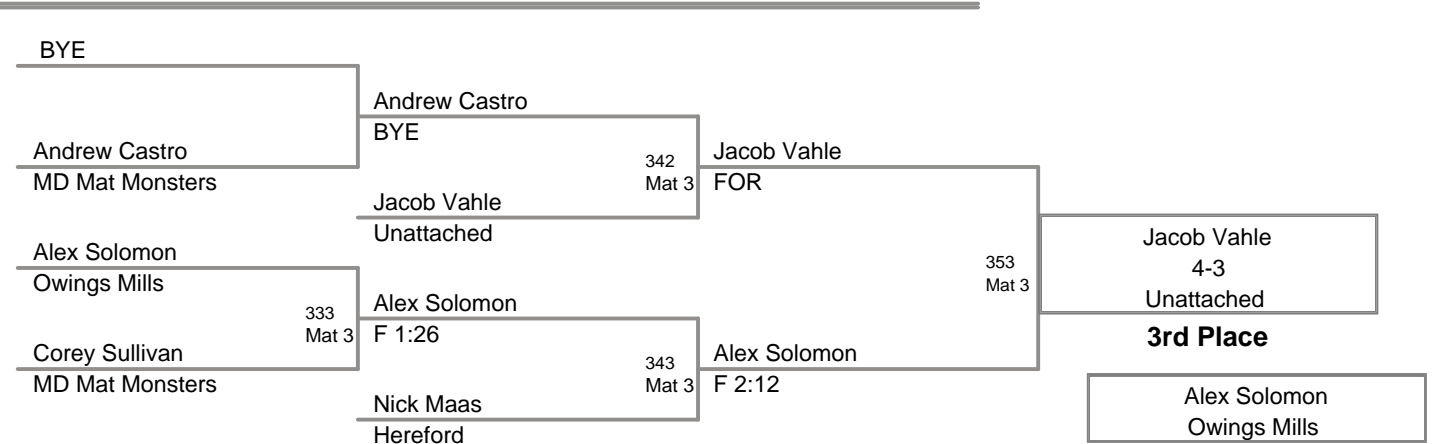 BYE
Andrew Castro
BYE
Andrew Castro
MD Mat Monsters
342
Mat 3
Jacob Vahle
FOR
Jacob Vahle
Unattached
Alex Solomon
Owings Mills
353
Mat 3
Jacob Vahle
4-3
Unattached
3rd Place
333
Mat 3
Alex Solomon
F 1:26
Corey Sullivan
MD Mat Monsters
343
Mat 3
Alex Solomon
F 2:12
Nick Maas
Hereford
Alex Solomon
Owings Mills